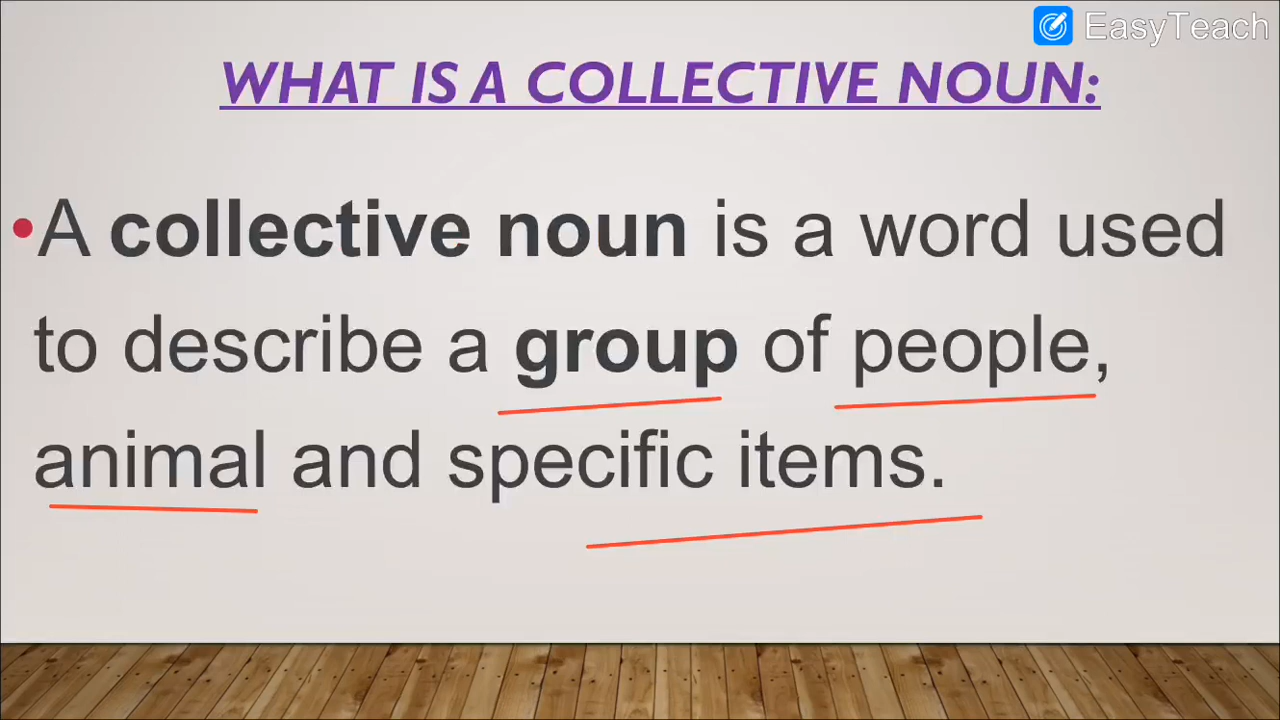 EasyTeach
WHAT IS A COLLECTIVE NOUN:
•A collective noun is a word used
to describe a group of people,
animal and specific items.